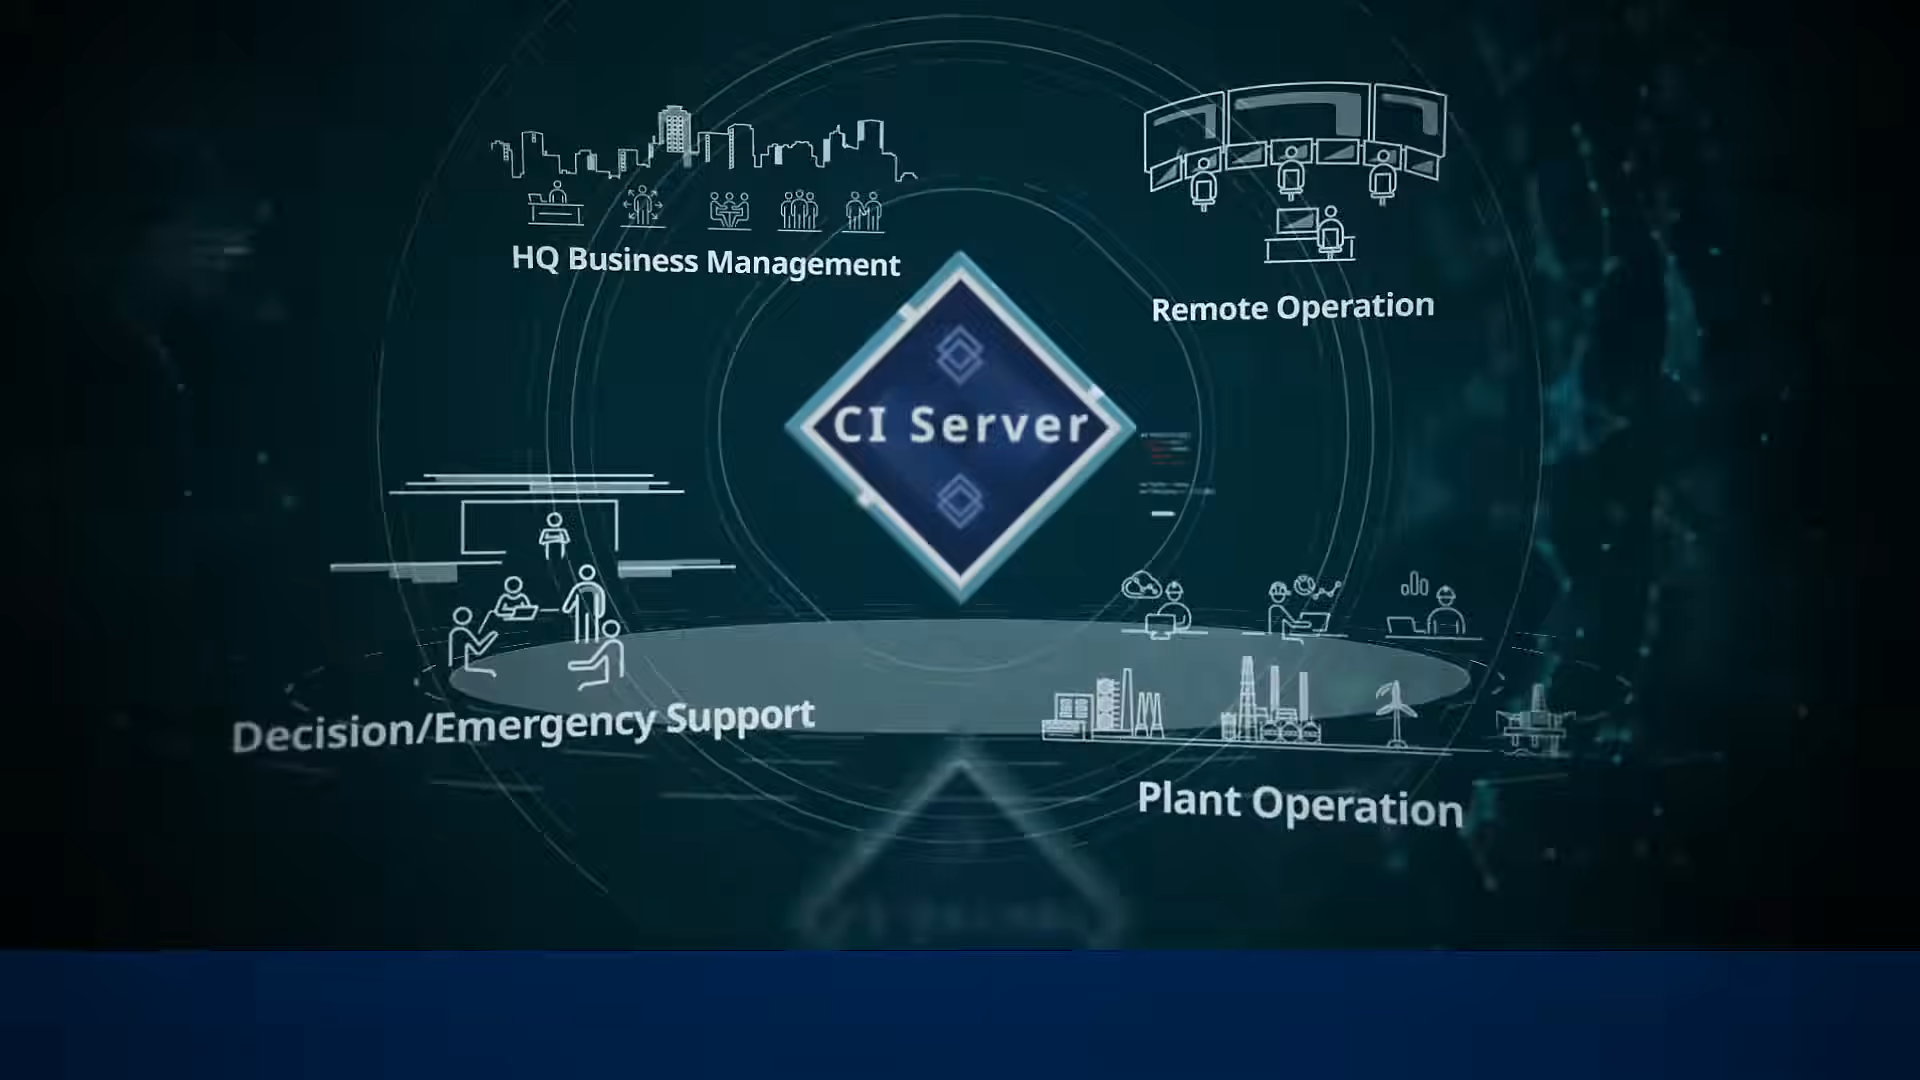 HQ Business Management
Remote Operation
CI Server
Decision/Emergency Support
Plant Operation